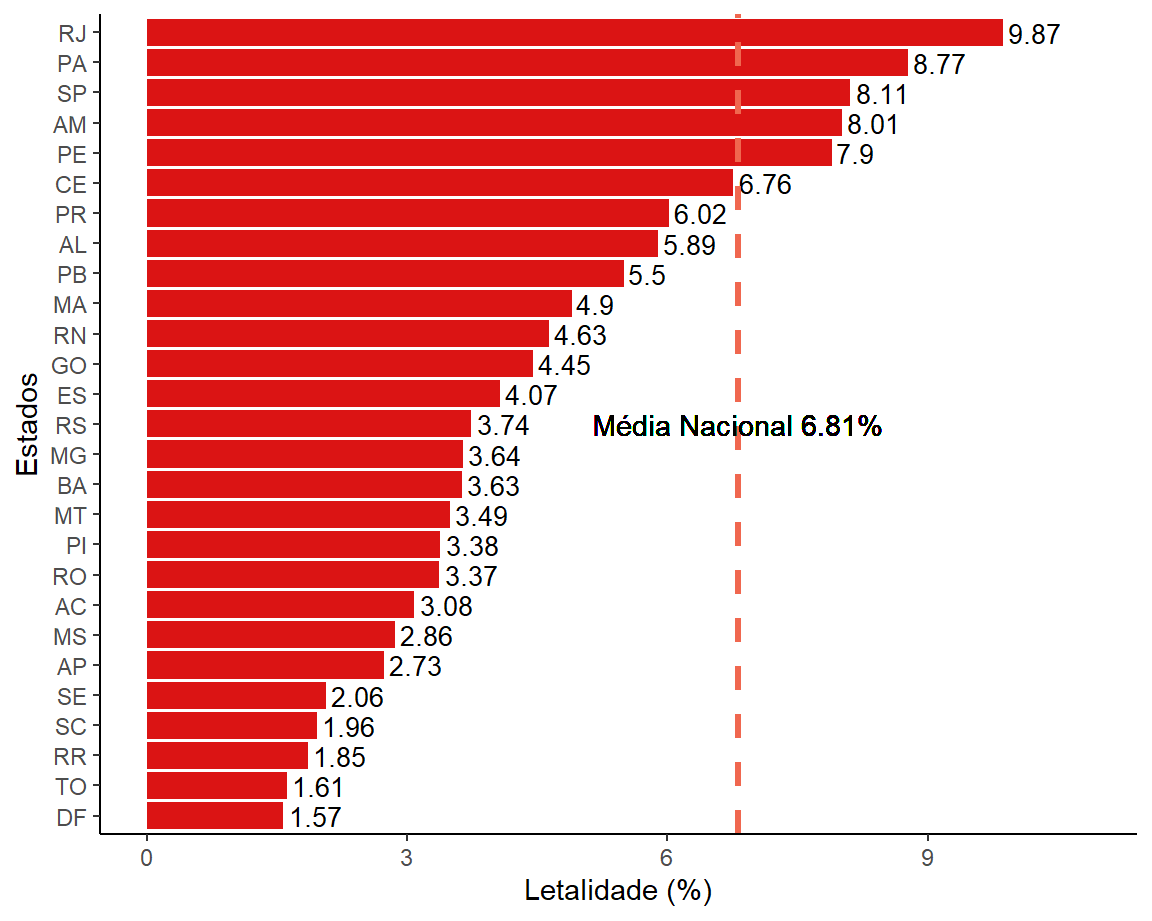 RJ 9.87
PA 8.77
SP 8.11
AM 8.01
PE 7.9
CE 6.76
PR 6.02
AL 5.89
PB 5.5
MA 4.9
RN 4.63
GO 4.45
ES 4.07
RS 3.74 Média Nacional 6.81%
MG 3.64
BA 3.63
MT 3.49
PI 3.38
RO 3.37
AC 3.08
MS 2.86
AP 2.73
SE 2.06
SC 1.96
RR 1.85
TO 1.61
DF 1.57
Estados
0 3 6 9
Letalidade (%)